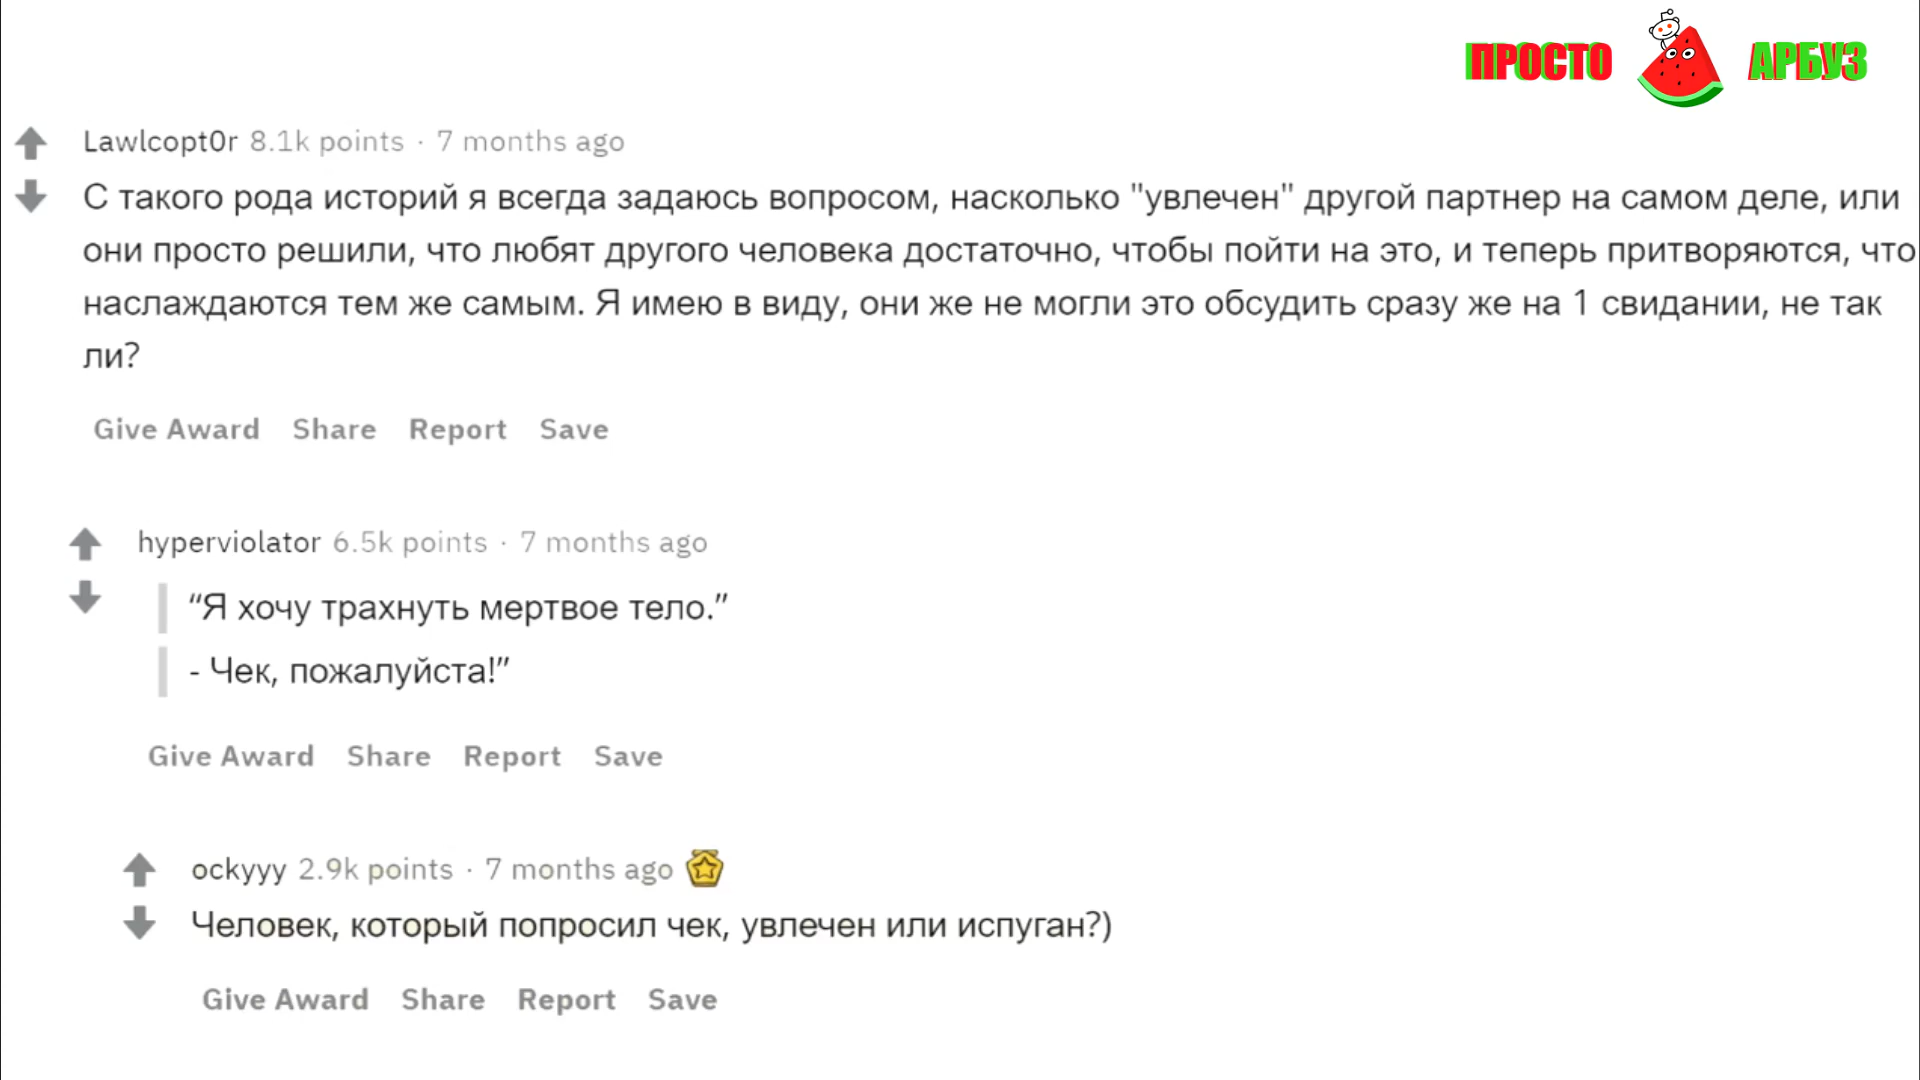 ПРОСТО АРБУЗ
Lawlcopt0r 8.1k points · 7 months ago
С такого рода историй я всегда задаюсь вопросом, насколько "увлечен" другой партнер на самом деле, или
они просто решили, что любят другого человека достаточно, чтобы пойти на это, и теперь притворяются, что
наслаждаются тем же самым. Я имею в виду, они же не могли это обсудить сразу же на 1 свидании, не так
ли?
Give Award Share Report Save
hyperviolator 6.5k points · 7 months ago
“Я хочу трахнуть мертвое тело.”
- Чек, пожалуйста!”
Give Award Share Report Save
ockyyy 2.9k points · 7 months ago
Человек, который попросил чек, увлечен или испуган?)
Give Award Share Report Save